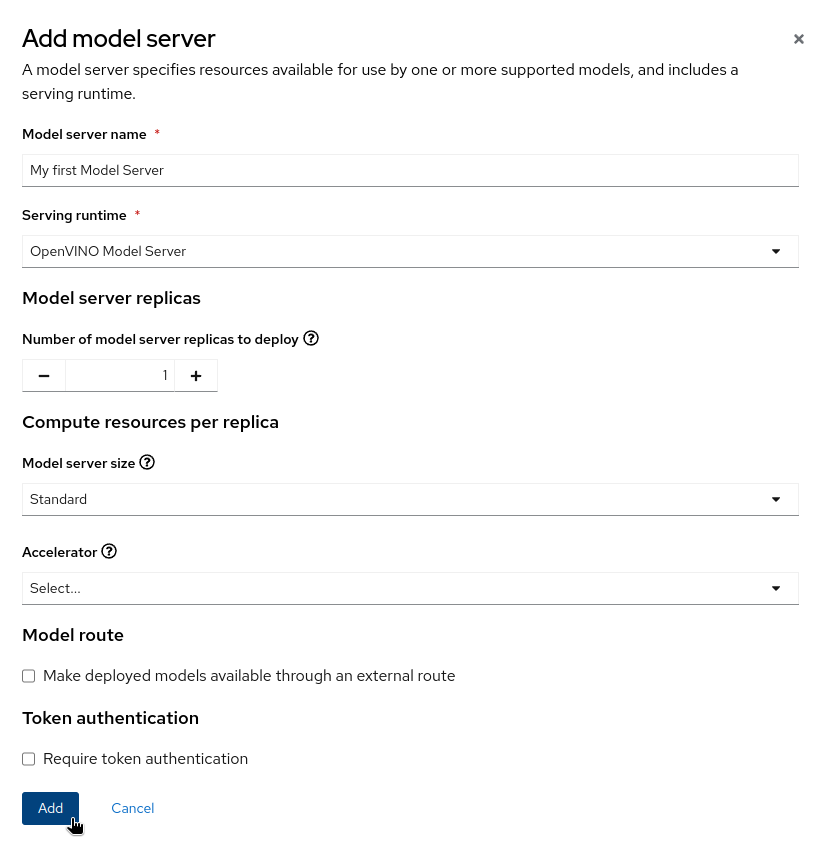 Add model server
A model server specifies resources available for use by one or more supported models, and includes a
serving runtime.
Model server name *
My first Model Server
Serving runtime *
OpenVINO Model Server
Model server replicas
Number of model server replicas to deploy
1
Compute resources per replica
Model server size
Standard
Accelerator
Select...
Model route
Make deployed models available through an external route
Token authentication
Require token authentication
Add Cancel